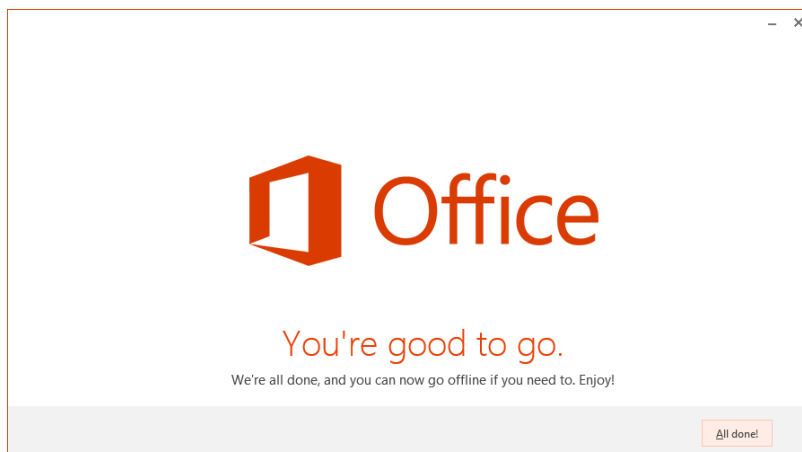 Office
You're good to go.
We're all done, and you can now go offline if you need to. Enjoy!
All done!